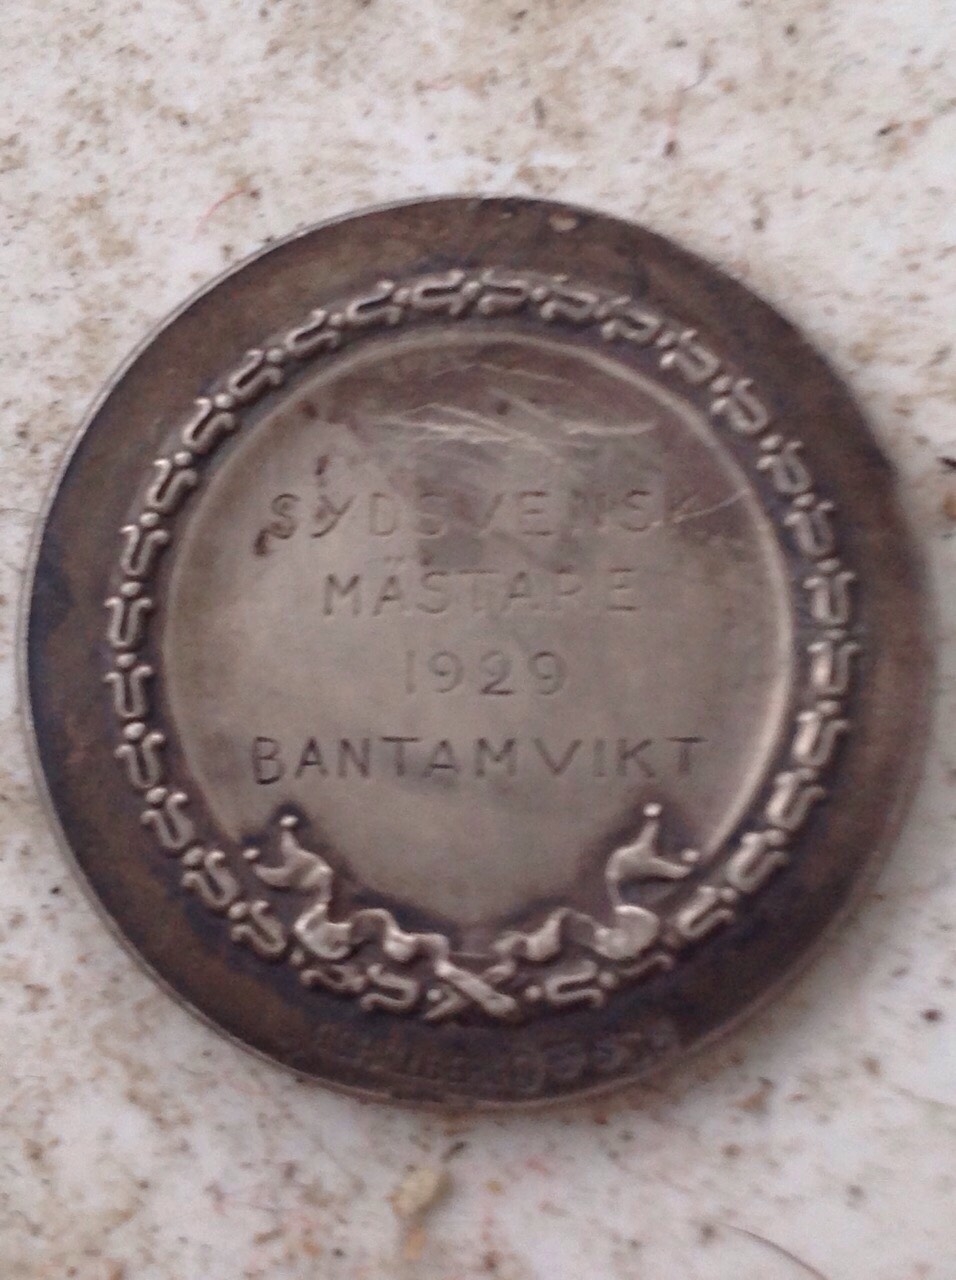 SYDSVENSK
MÄSTARE
1929
BANTAMVIKT